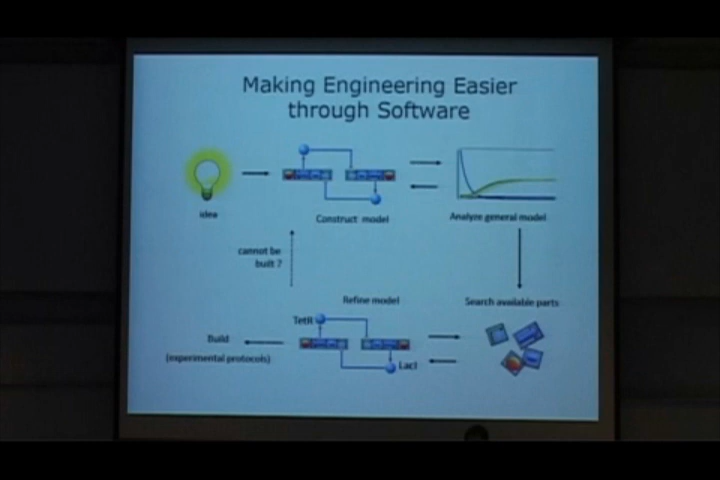 Making Engineering Easier
through Software
idea
Construct model
Analyze general model
cannot be
built ?
Refine model
Search available parts
TetR
Build
(experimental protocols)
LacI